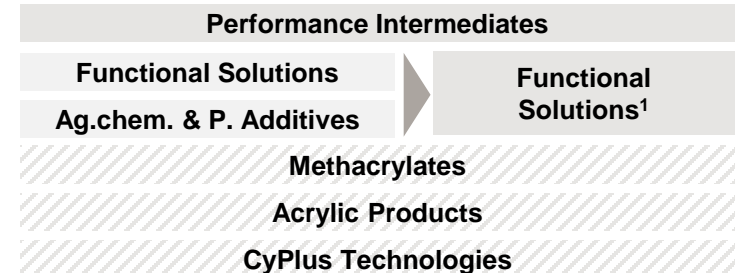 Performance Intermediates
Functional Solutions
Ag.chem. & P. Additives
Functional
Solutions¹
Methacrylates
Acrylic Products
CyPlus Technologies